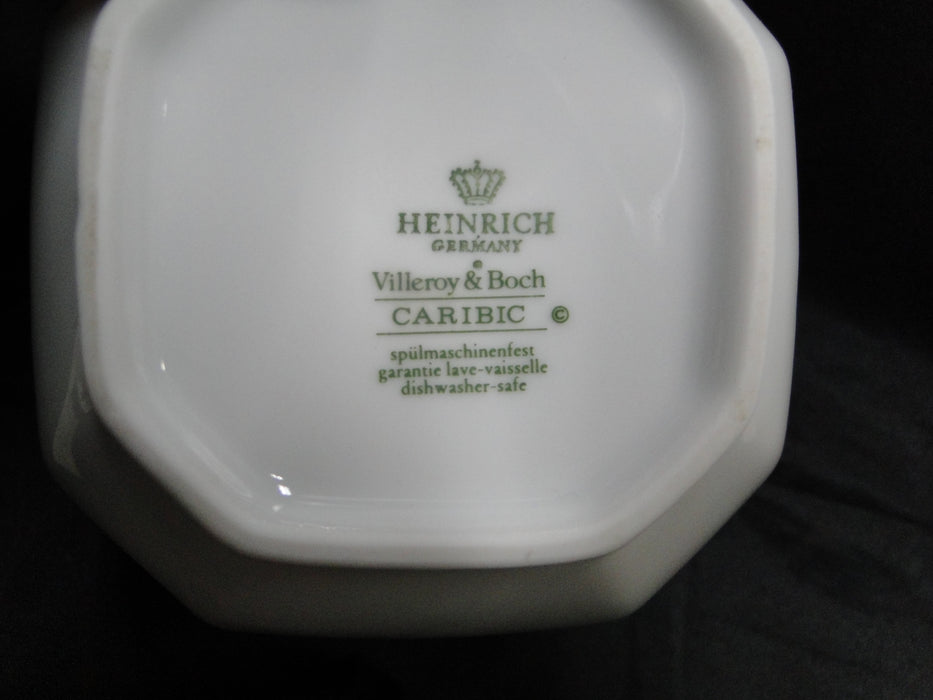 HEINRICH
GERMANY
Villeroy & Boch
CARIBIC ©
spülmaschinenfest
garantie lave-vaisselle
dishwasher-safe